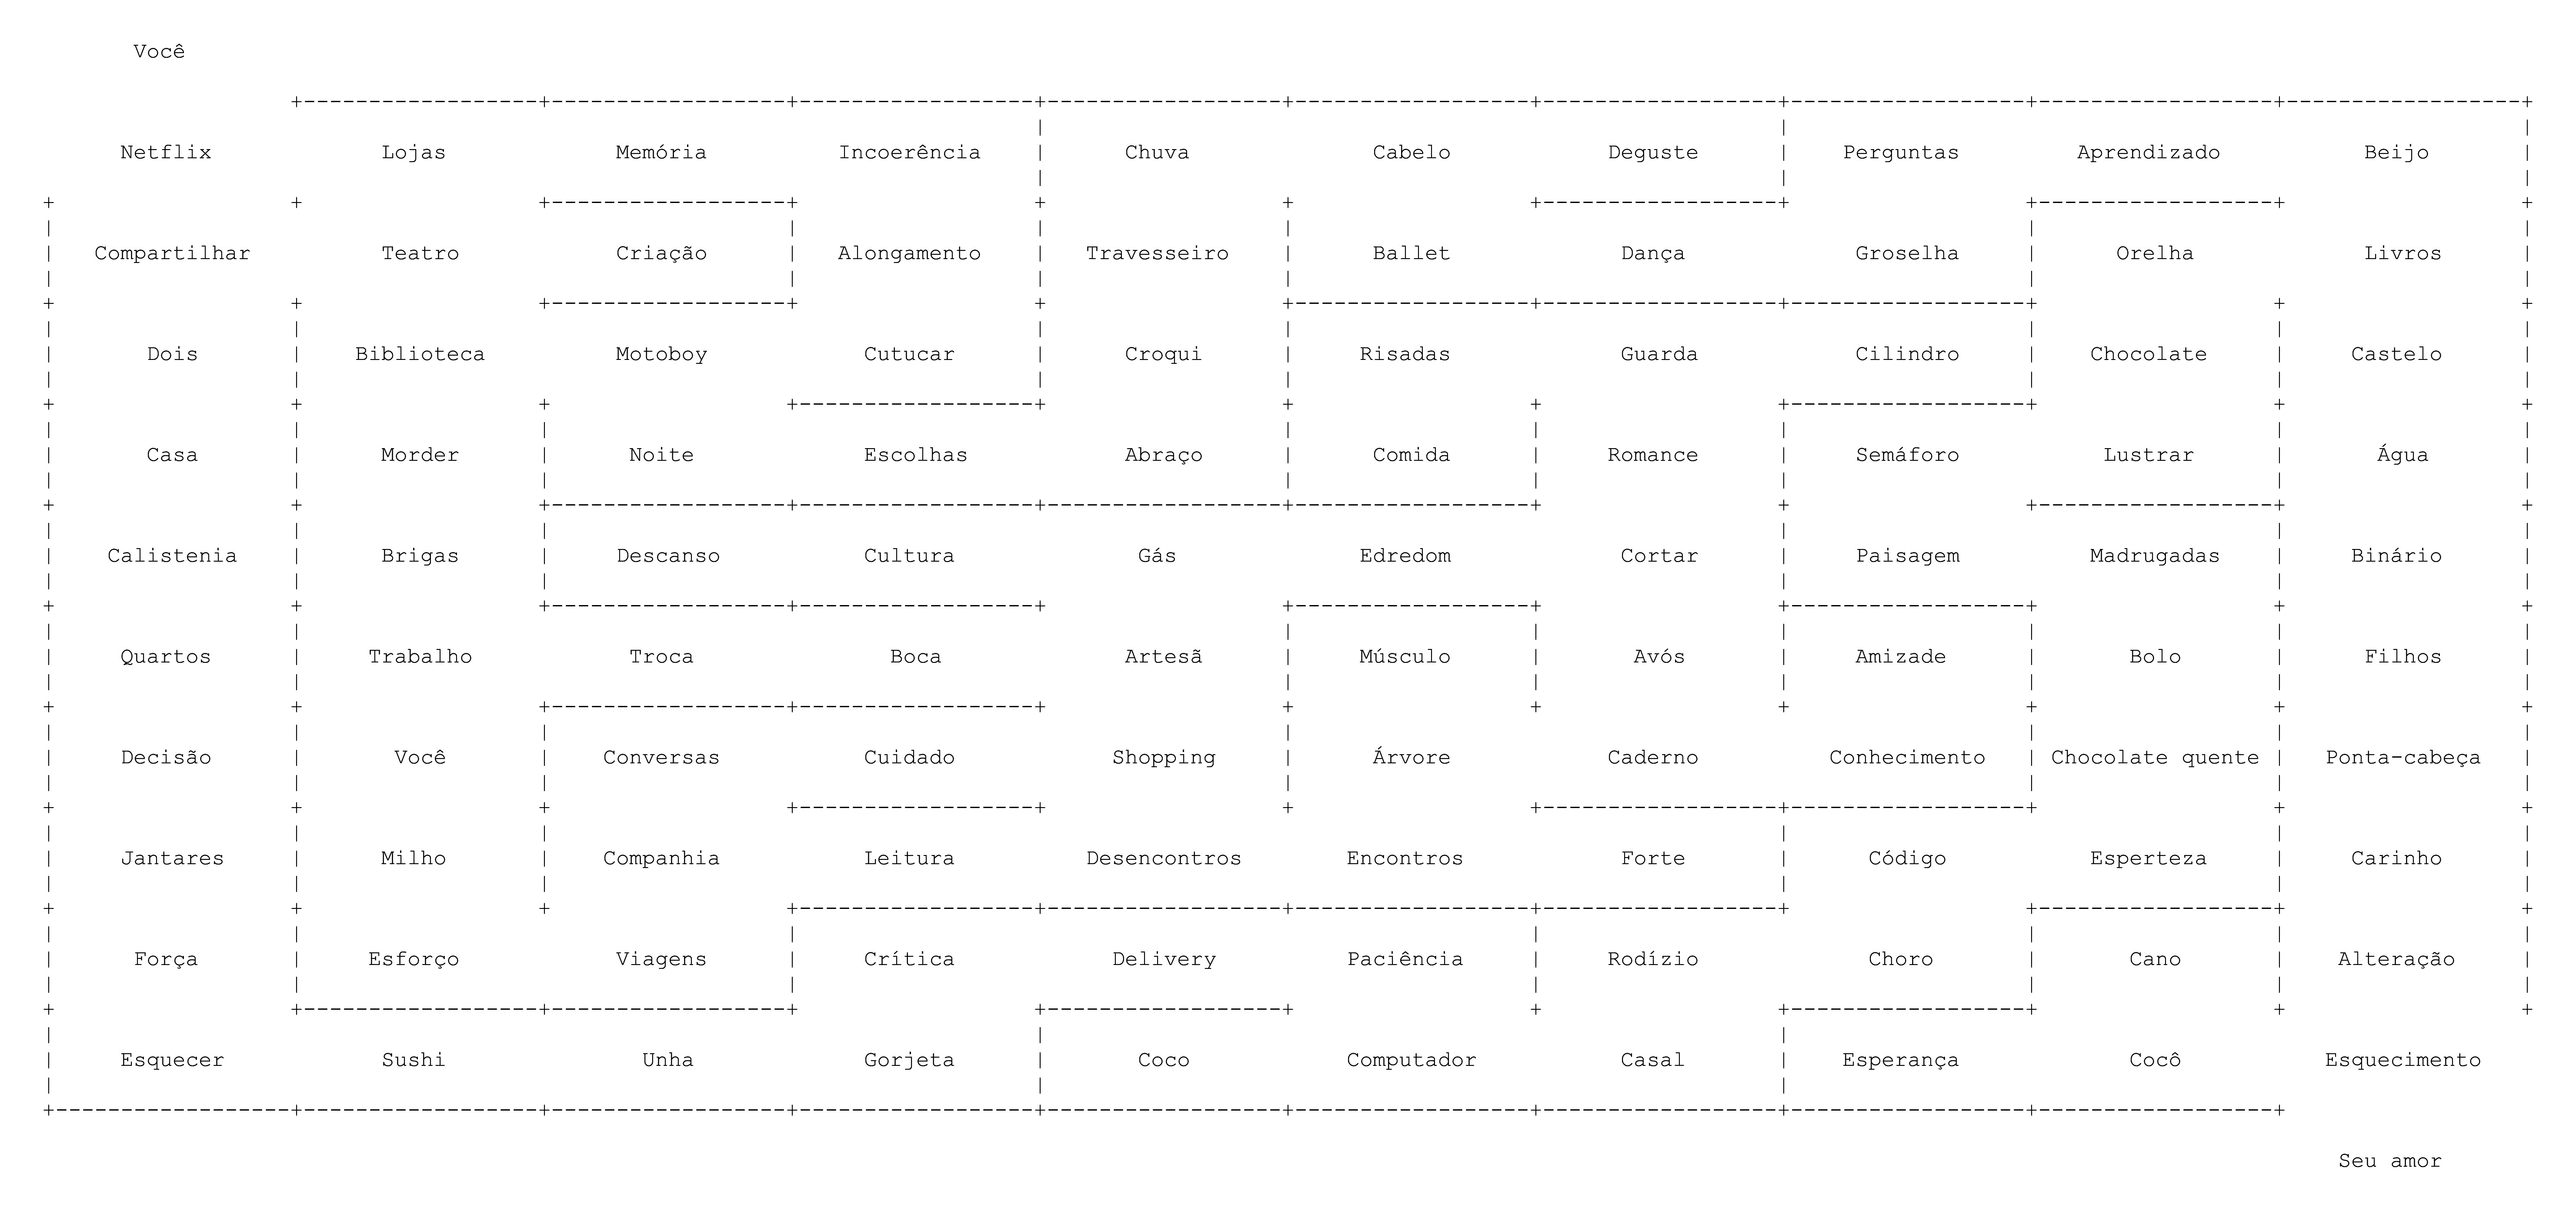 Você
Netflix Lojas Memória Incoerência Chuva Cabelo Deguste Perguntas Aprendizado Beijo
Compartilhar Teatro Criação Alongamento Travesseiro Ballet Dança Groselha Orelha Livros
Dois Biblioteca Motoboy Cutucar Croqui Risadas Guarda Cilindro Chocolate Castelo
Casa Morder Noite Escolhas Abraço Comida Romance Semáforo Lustrar Água
Calistenia Brigas Descanso Cultura Gás Edredom Cortar Paisagem Madrugadas Binário
Quartos Trabalho Troca Boca Artesã Músculo Avós Amizade Bolo Filhos
Decisão Você Conversas Cuidado Shopping Árvore Caderno Conhecimento Chocolate quente Ponta-cabeça
Jantares Milho Companhia Leitura Desencontros Encontros Forte Código Esperteza Carinho
Força Esforço Viagens Crítica Delivery Paciência Rodízio Choro Cano Alteração
Esquecer Sushi Unha Gorjeta Coco Computador Casal Esperança Cocô Esquecimento
Seu amor